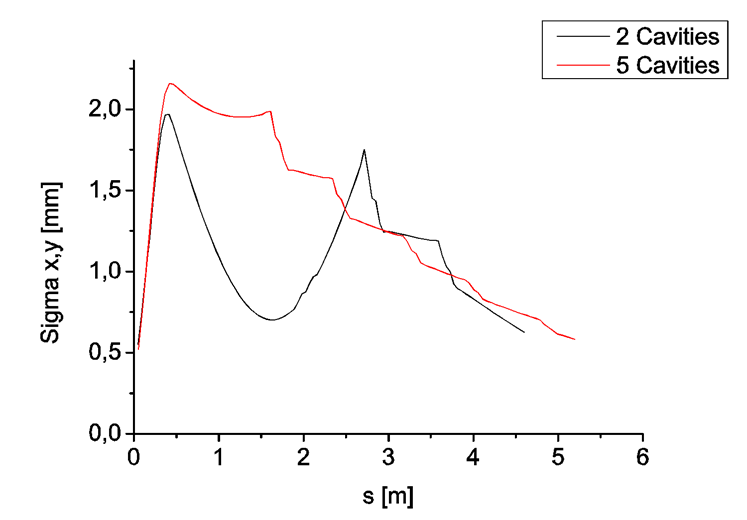 2 Cavities
5 Cavities
2,0
1,5
1,0
0,5
0,0
Sigma x,y [mm]
0 1 2 3 4 5 6
s [m]